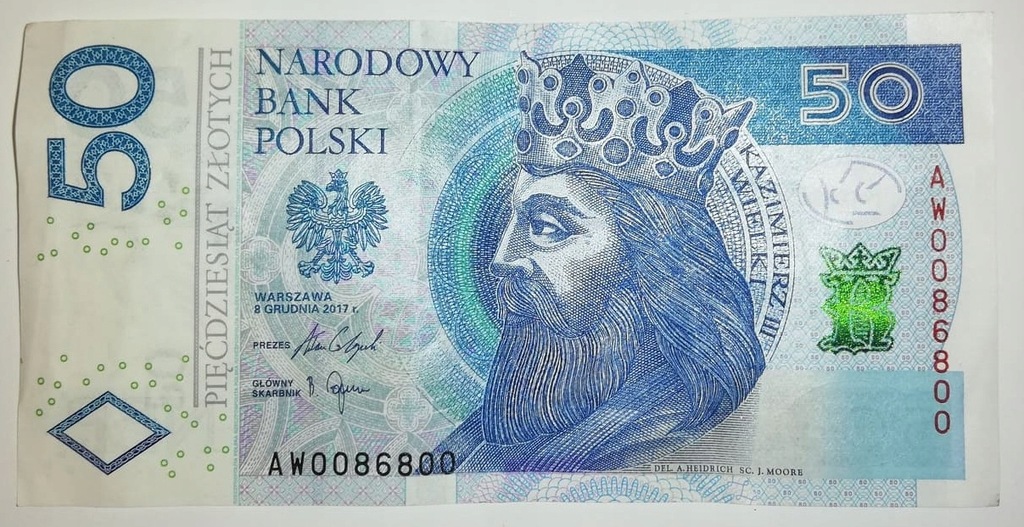 50
PIĘĆDZIESIĄT ZŁOTYCH
NARODOWY
BANK
POLSKI
50
KAZIMIERZ III
WIELKI
AW0086800
WARSZAWA
8 GRUDNIA 2017 r.
PREZES
GŁÓWNY
SKARBNIK
AW0086800
DEL. A.HEIDRICH SC. J. MOORE